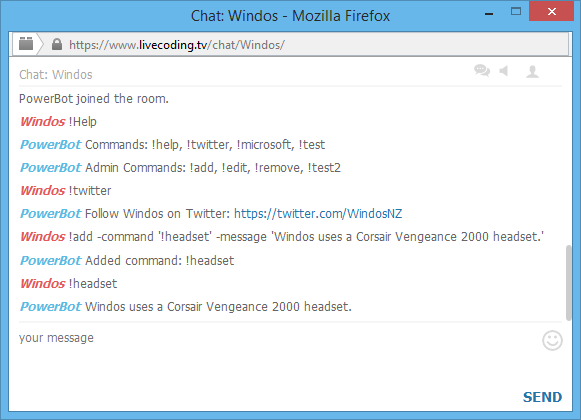 Chat: Windos - Mozilla Firefox
https://www.livecoding.tv/chat/Windos/
Chat: Windos
PowerBot joined the room.
Windos !Help
PowerBot Commands: !help, !twitter, !microsoft, !test
PowerBot Admin Commands: !add, !edit, !remove, !test2
Windos !twitter
PowerBot Follow Windos on Twitter: https://twitter.com/WindosNZ
Windos !add -command '!headset' -message 'Windos uses a Corsair Vengeance 2000 headset.'
PowerBot Added command: !headset
Windos !headset
PowerBot Windos uses a Corsair Vengeance 2000 headset.
your message
SEND